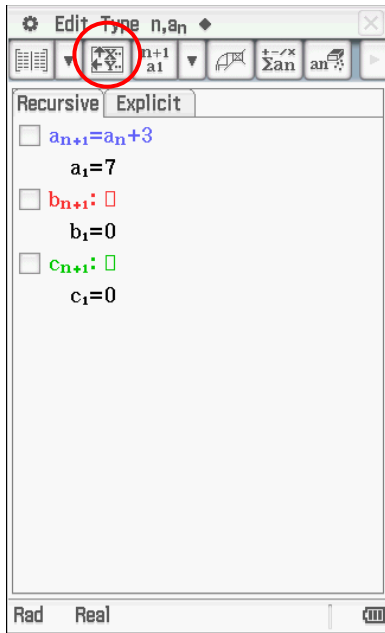 Edit Type n,aₙ
n+1 a1 +-/× Σan an
Recursive Explicit
aₙ₊₁=aₙ+3
a₁=7
bₙ₊₁:
b₁=0
cₙ₊₁:
c₁=0
Rad Real